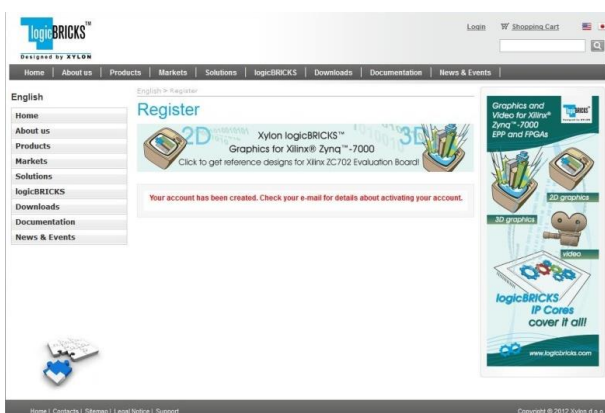 logicBRICKS™
Designed by XYLON
Login
Shopping Cart
Home | About us | Products | Markets | Solutions | logicBRICKS | Downloads | Documentation | News & Events
English
Home
About us
Products
Markets
Solutions
logicBRICKS
Downloads
Documentation
News & Events
English > Register
Register
2D
3D
Xylon logicBRICKS™
Graphics for Xilinx® Zynq™-7000
Click to get reference designs for Xilinx ZC702 Evaluation Board!
Your account has been created. Check your e-mail for details about activating your account.
Graphics and
Video for Xilinx®
Zynq™-7000
EPP and FPGAs
2D graphics
3D graphics
video
logicBRICKS
IP Cores
cover it all!
www.logicbricks.com
Home | Contacts | Sitemap | Legal Notice | Support
Copyright © 2012 Xylon d.o.o.